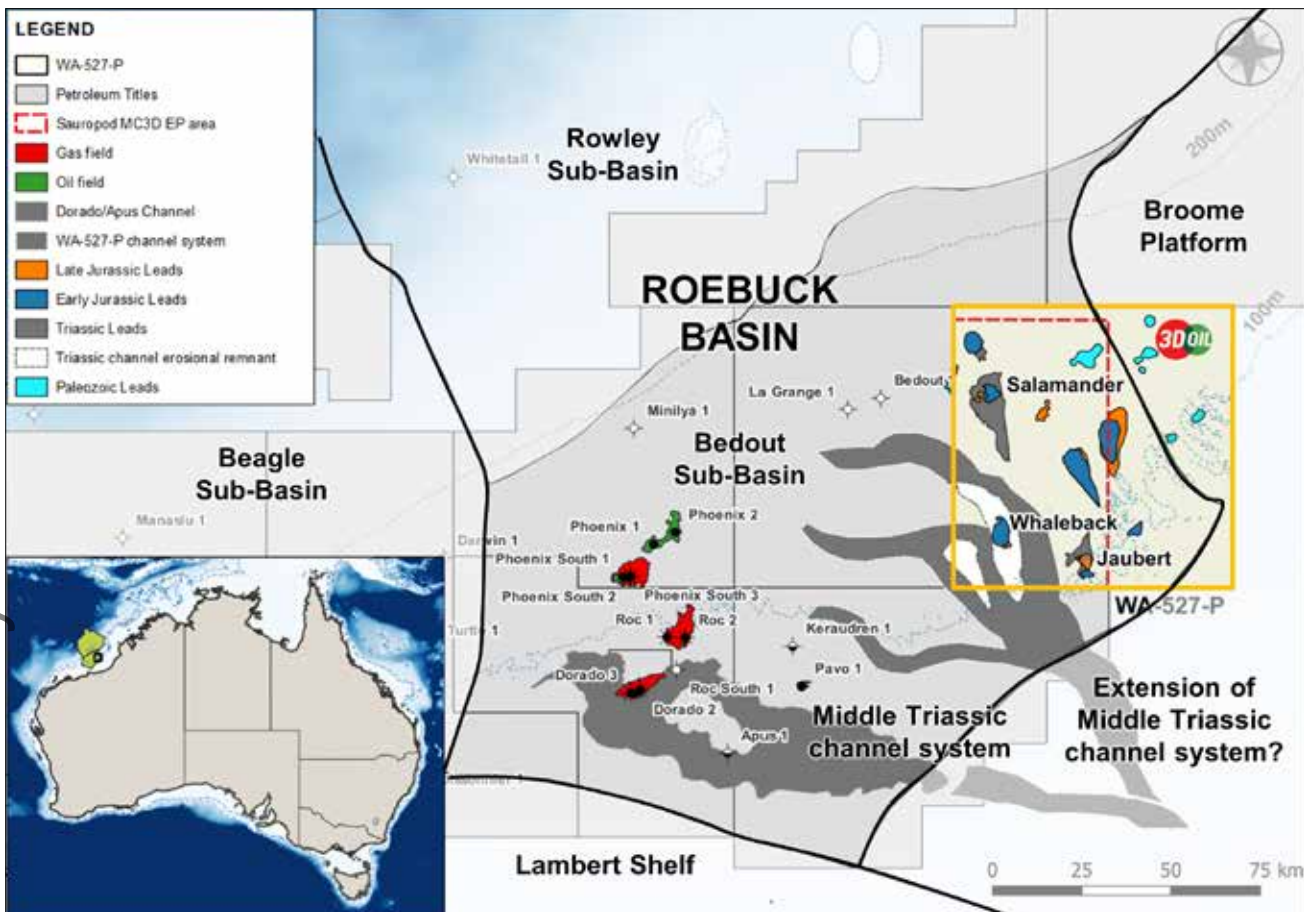 LEGEND
WA-527-P
Petroleum Titles
Sauropod MC3D EP area
Gas field
Oil field
Dorado/Apus Channel
WA-527-P channel system
Late Jurassic Leads
Early Jurassic Leads
Triassic Leads
Triassic channel erosional remnant
Paleozoic Leads
Whitetail 1
Rowley
Sub-Basin
200m
Broome
Platform
ROEBUCK
BASIN
100m
3D OIL
Salamander
La Grange 1
Bedout
Minilya 1
Bedout
Sub-Basin
Beagle
Sub-Basin
Manaslu 1
Phoenix 1
Phoenix 2
Whaleback
Darwin 1
Phoenix South 1
Jaubert
Phoenix South 2
Phoenix South 3
WA-527-P
Roc 1
Roc 2
Keraudren 1
Pavo 1
Dorado 3
Roc South 1
Dorado 2
Apus 1
Middle Triassic
channel system
Extension of
Middle Triassic
channel system?
Lambert Shelf
0 25 50 75 km